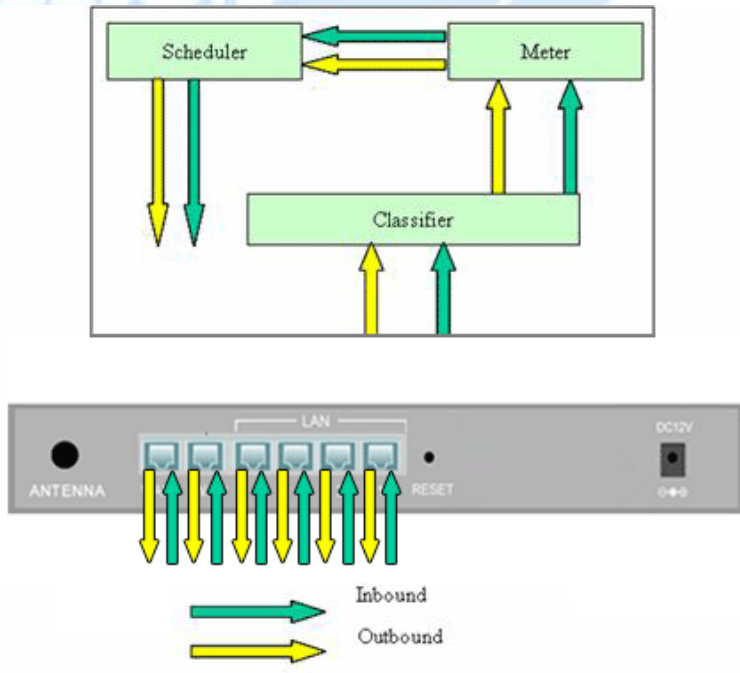 Scheduler
Meter
Classifier
LAN
DC12V
ANTENNA
RESET
Inbound
Outbound